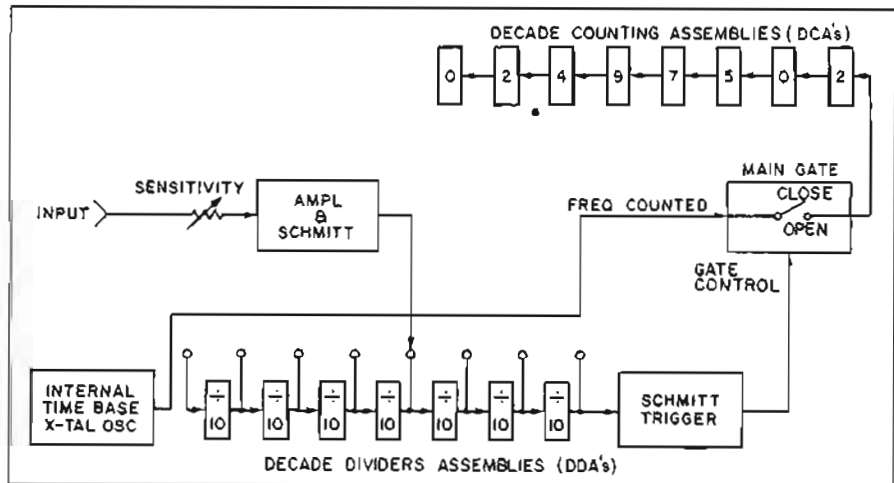 DECADE COUNTING ASSEMBLIES (DCA's)
0 2 4 9 7 5 0 2
MAIN GATE
SENSITIVITY
CLOSE
INPUT
AMPL
&
SCHMITT
FREQ COUNTED
OPEN
GATE
CONTROL
INTERNAL
TIME BASE
X-TAL OSC
÷ ÷ ÷ ÷ ÷ ÷ ÷
10 10 10 10 10 10 10
SCHMITT
TRIGGER
DECADE DIVIDERS ASSEMBLIES (DDA's)